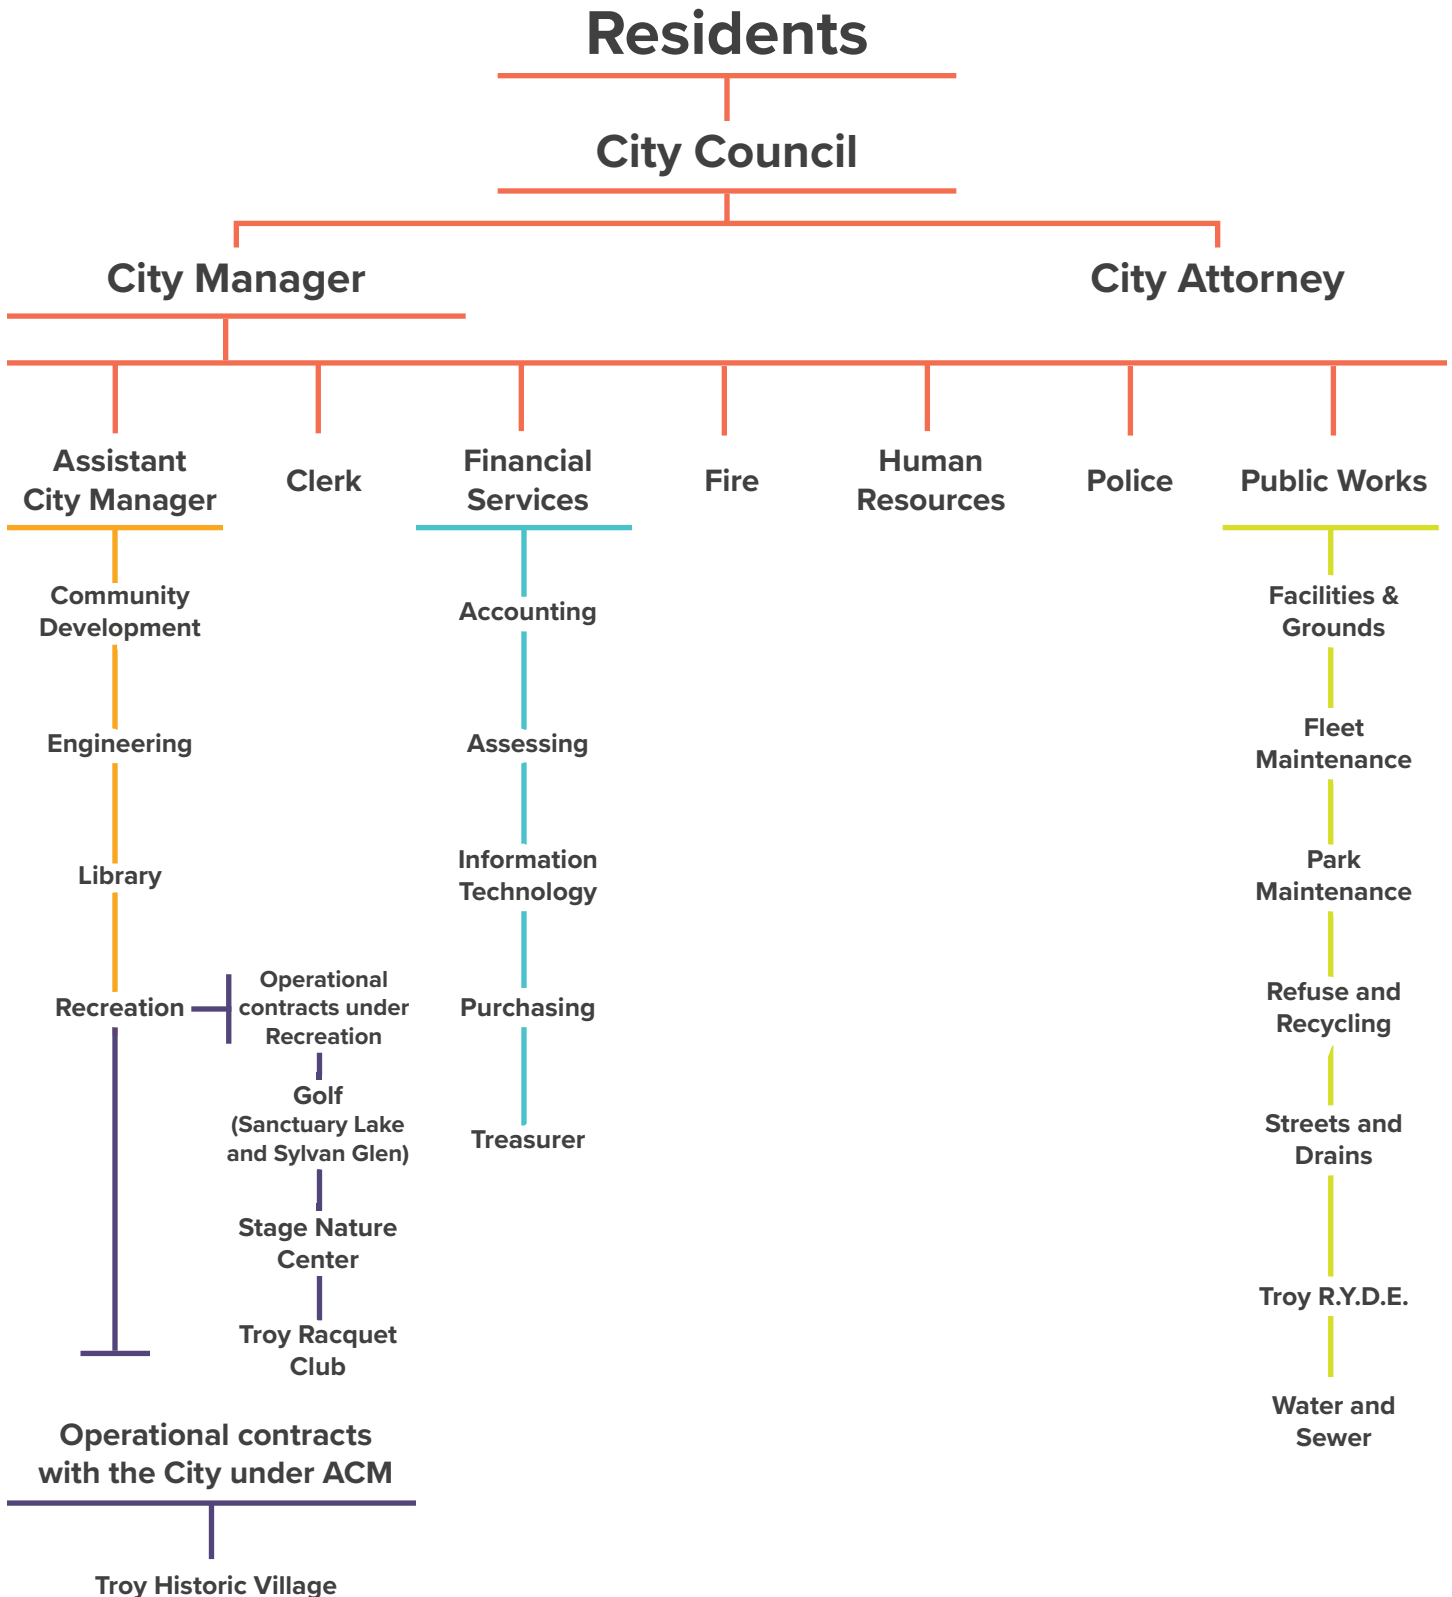 Residents
City Council
City Manager
City Attorney
Assistant
City Manager
Clerk
Financial
Services
Fire
Human
Resources
Police
Public Works
Community
Development
Engineering
Library
Recreation
Operational
contracts under
Recreation
Golf
(Sanctuary Lake
and Sylvan Glen)
Stage Nature
Center
Troy Racquet
Club
Operational contracts
with the City under ACM
Troy Historic Village
Accounting
Assessing
Information
Technology
Purchasing
Treasurer
Facilities &
Grounds
Fleet
Maintenance
Park
Maintenance
Refuse and
Recycling
Streets and
Drains
Troy R.Y.D.E.
Water and
Sewer